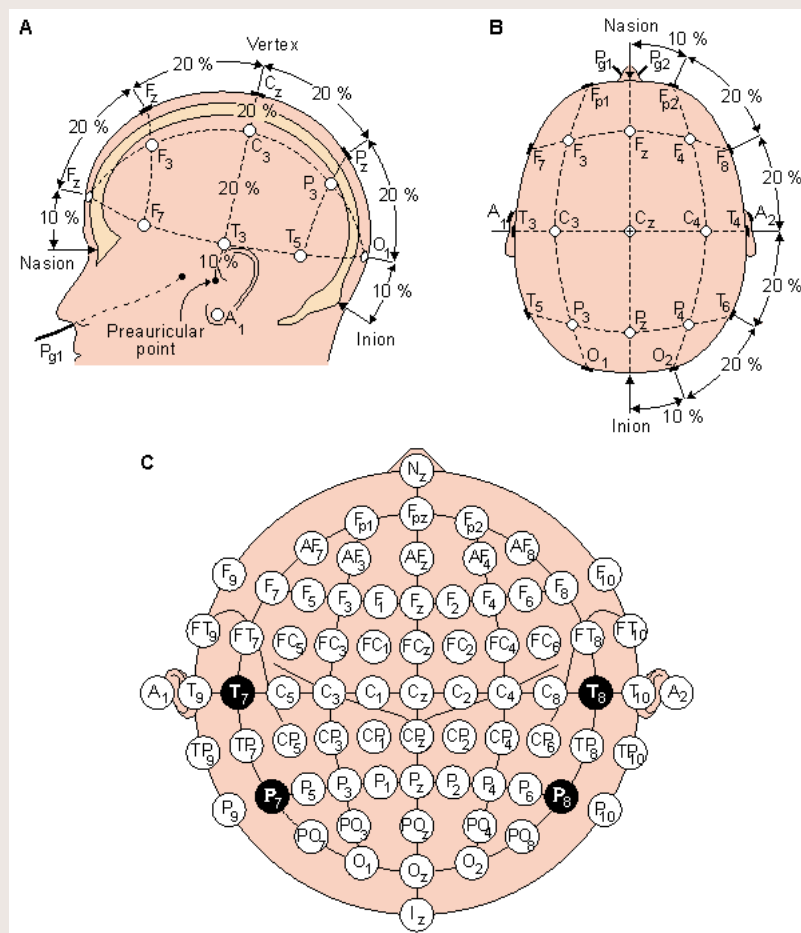 A
Vertex
20 %
20 %
Cz
Fz
20 %
20 %
20 %
F3
C3
Pz
20 %
P3
20 %
Fz
10 %
F7
T3
T5
O1
Nasion
10 %
10 %
A1
Preauricular
point
Inion
Pg1
B
Nasion
10 %
Pg1
Pg2
Fp1
Fp2
20 %
F7
F3
Fz
F4
F8
20 %
A1
T3
C3
Cz
C4
T4
A2
20 %
T5
P3
Pz
P4
T6
O1
O2
20 %
10 %
Inion
C
Nz
Fp1 Fpz Fp2
AF7 AF3 AFz AF4 AF8
F9 F7 F5 F3 F1 Fz F2 F4 F6 F8 F10
FT9 FT7 FC5 FC3 FC1 FCz FC2 FC4 FC6 FT8 FT10
A1 T9 T7 C5 C3 C1 Cz C2 C4 C8 T8 T10 A2
TP9 TP7 CP5 CP3 CP1 CPz CP2 CP4 CP6 TP8 TP10
P9 P7 P5 P3 P1 Pz P2 P4 P6 P8 P10
PO7 PO3 POz PO4 PO8
O1 Oz O2
Iz